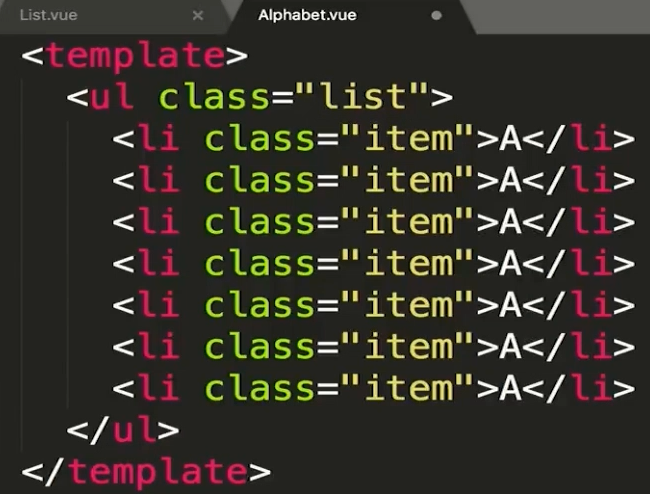 List.vue × Alphabet.vue
<template>
<ul class="list">
<li class="item">A</li>
<li class="item">A</li>
<li class="item">A</li>
<li class="item">A</li>
<li class="item">A</li>
<li class="item">A</li>
<li class="item">A</li>
</ul>
</template>